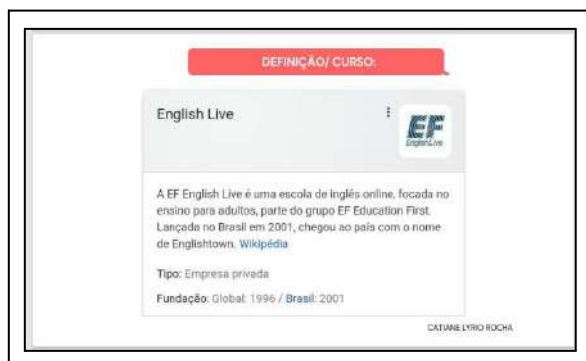 DEFINIÇÃO/ CURSO:
English Live
EF
EnglishLive
A EF English Live é uma escola de inglês online, focada no
ensino para adultos, parte do grupo EF Education First.
Lançada no Brasil em 2001, chegou ao país com o nome
de Englishtown. Wikipédia
Tipo: Empresa privada
Fundação: Global: 1996 / Brasil: 2001
CATIANE LYRIO ROCHA